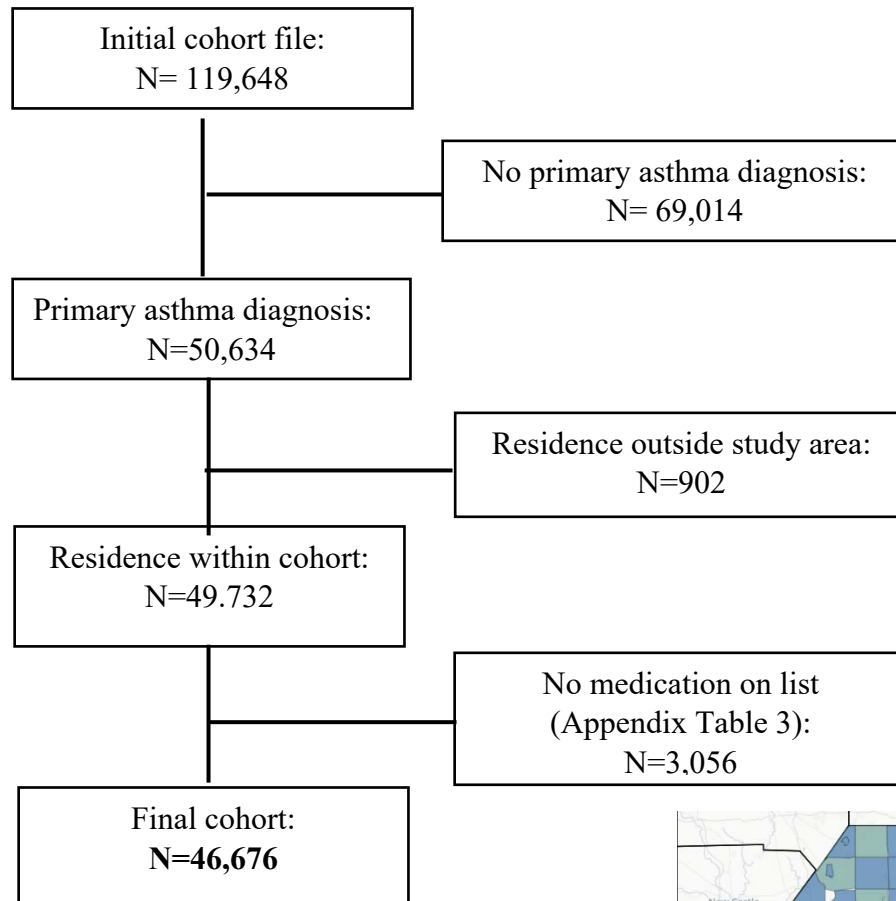 Initial cohort file:
N= 119,648
No primary asthma diagnosis:
N= 69,014
Primary asthma diagnosis:
N=50,634
Residence outside study area:
N=902
Residence within cohort:
N=49.732
No medication on list
(Appendix Table 3):
N=3,056
Final cohort:
N=46,676
New Castle